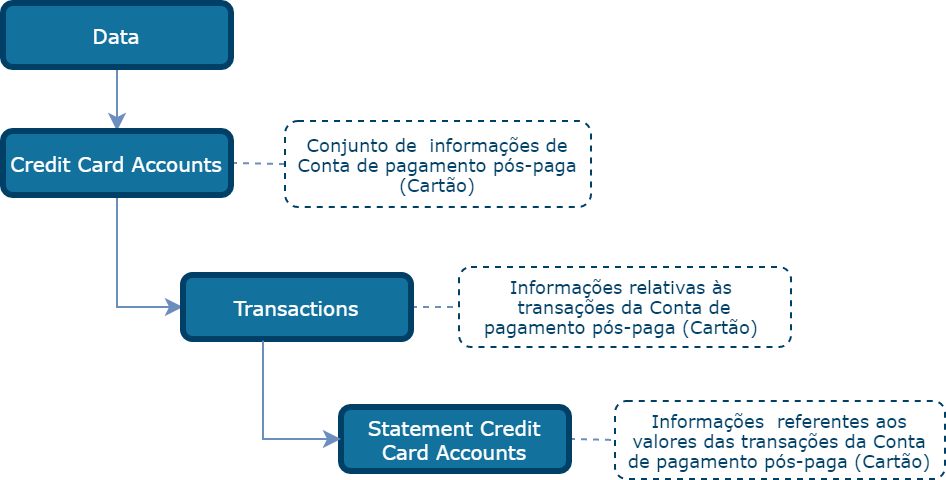 Data
Credit Card Accounts
Conjunto de  informações de
Conta de pagamento pós-paga
(Cartão)
Transactions
Informações relativas às
transações da Conta de
pagamento pós-paga (Cartão)
Statement Credit
Card Accounts
Informações  referentes aos
valores das transações da Conta
de pagamento pós-paga (Cartão)